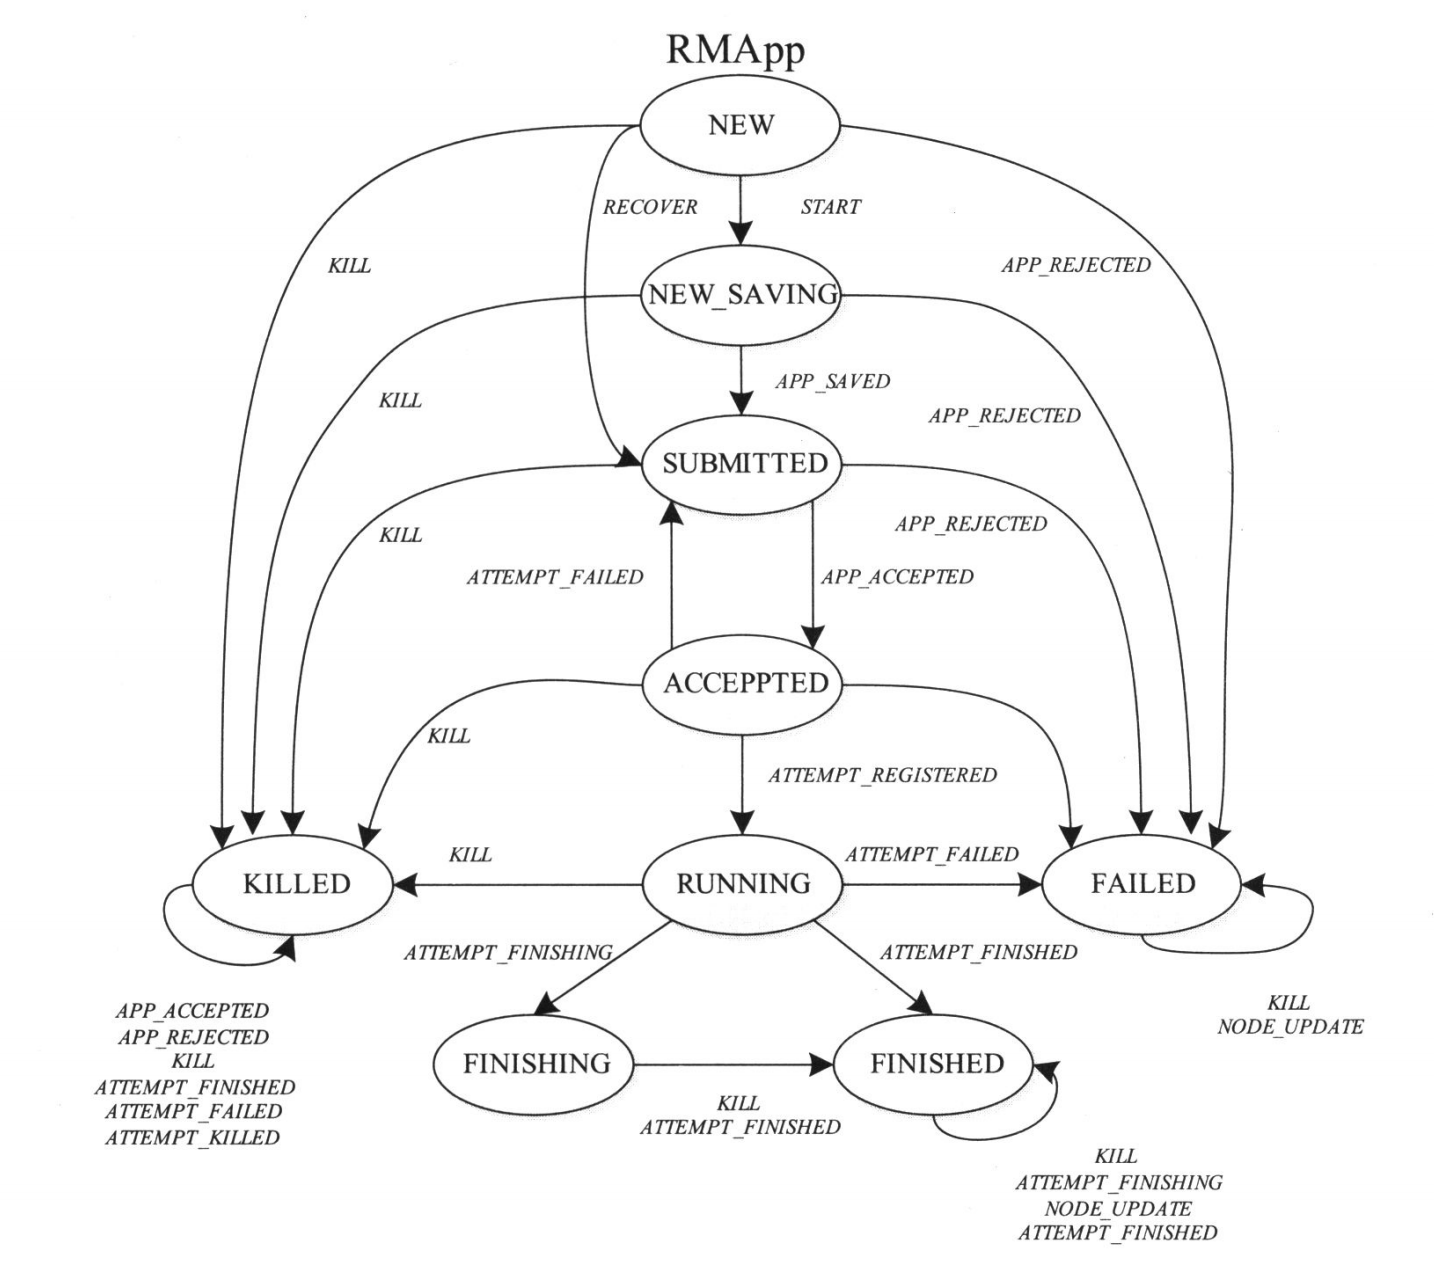 RMApp
NEW
RECOVER
START
KILL
APP_REJECTED
NEW_SAVING
APP_SAVED
KILL
APP_REJECTED
SUBMITTED
APP_REJECTED
KILL
ATTEMPT_FAILED
APP_ACCEPTED
ACCEPPTED
KILL
ATTEMPT_REGISTERED
KILL
ATTEMPT_FAILED
KILLED
RUNNING
FAILED
ATTEMPT_FINISHING
ATTEMPT_FINISHED
APP_ACCEPTED
APP_REJECTED
KILL
ATTEMPT_FINISHED
ATTEMPT_FAILED
ATTEMPT_KILLED
KILL
NODE_UPDATE
FINISHING
FINISHED
KILL
ATTEMPT_FINISHED
KILL
ATTEMPT_FINISHING
NODE_UPDATE
ATTEMPT_FINISHED